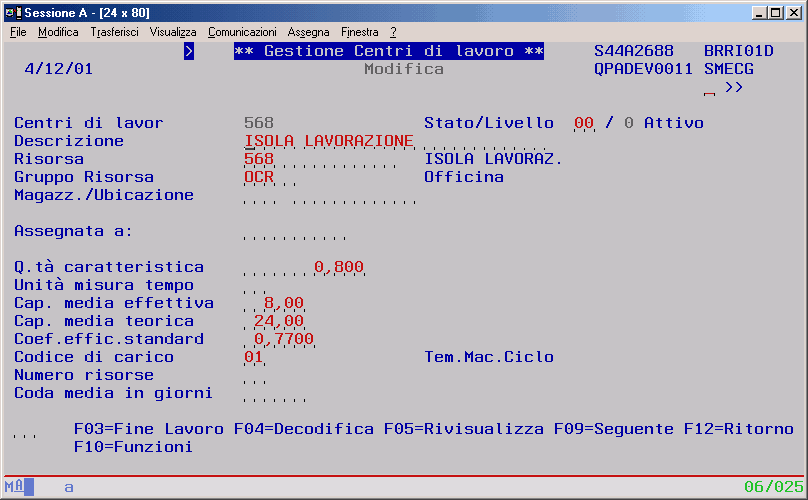 Sessione A - [24 x 80]
File Modifica Trasferisci Visualizza Comunicazioni Assegna Finestra ?
> ** Gestione Centri di lavoro ** S44A2688 BRRI01D
4/12/01 Modifica QPADEV0011 SMECG
_ >>
Centri di lavor 568 Stato/Livello 00 / 0 Attivo
Descrizione ISOLA LAVORAZIONE
Risorsa 568 ISOLA LAVORAZ.
Gruppo Risorsa OCR Officina
Magazz./Ubicazione
Assegnata a:
Q.tà caratteristica 0,800
Unità misura tempo
Cap. media effettiva 8,00
Cap. media teorica 24,00
Coef.effic.standard 0,7700
Codice di carico 01 Tem.Mac.Ciclo
Numero risorse
Coda media in giorni
F03=Fine Lavoro F04=Decodifica F05=Rivisualizza F09=Seguente F12=Ritorno
F10=Funzioni
MA a 06/025